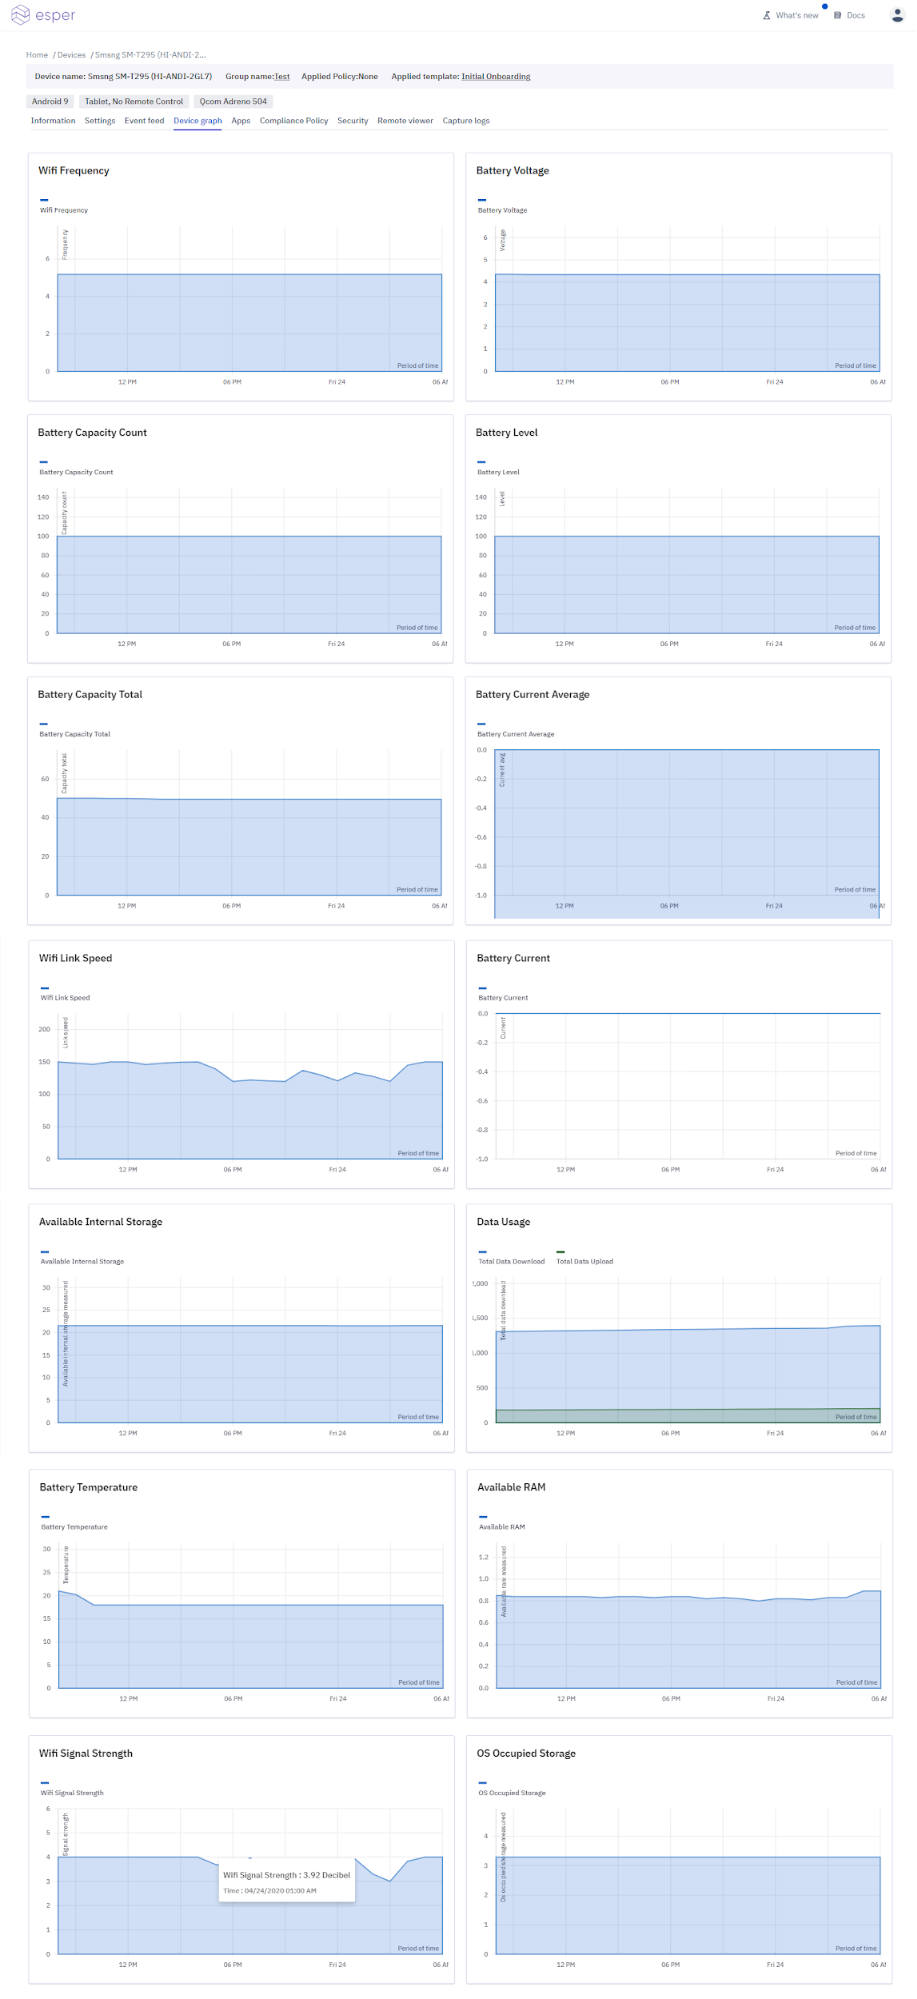 esper
What's new
Docs
Home / Devices / Smsng SM-T295 (HI-ANDI-2...
Device name: Smsng SM-T295 (HI-ANDI-2GL7) Group name:Test Applied Policy:None Applied template: Initial Onboarding
Android 9 Tablet, No Remote Control Qcom Adreno 504
Information Settings Event feed Device graph Apps Compliance Policy Security Remote viewer Capture logs
Wifi Frequency
Wifi Frequency
Frequency
6
4
2
0
Period of time
12 PM 06 PM Fri 24 06 AM
Battery Voltage
Battery Voltage
Voltage
6
5
4
3
2
1
0
Period of time
12 PM 06 PM Fri 24 06 AM
Battery Capacity Count
Battery Capacity Count
Capacity count
140
120
100
80
60
40
20
0
Period of time
12 PM 06 PM Fri 24 06 AM
Battery Level
Battery Level
Level
140
120
100
80
60
40
20
0
Period of time
12 PM 06 PM Fri 24 06 AM
Battery Capacity Total
Battery Capacity Total
Capacity total
60
40
20
0
Period of time
12 PM 06 PM Fri 24 06 AM
Battery Current Average
Battery Current Average
Current avg
0.0
-0.2
-0.4
-0.6
-0.8
-1.0
Period of time
12 PM 06 PM Fri 24 06 AM
Wifi Link Speed
Wifi Link Speed
Link speed
200
150
100
50
0
Period of time
12 PM 06 PM Fri 24 06 AM
Battery Current
Battery Current
Current
0.0
-0.2
-0.4
-0.6
-0.8
-1.0
Period of time
12 PM 06 PM Fri 24 06 AM
Available Internal Storage
Available Internal Storage
Available internal storage measured
30
25
20
15
10
5
0
Period of time
12 PM 06 PM Fri 24 06 AM
Data Usage
Total Data Download Total Data Upload
Total data download
2,000
1,500
1,000
500
0
Period of time
12 PM 06 PM Fri 24 06 AM
Battery Temperature
Battery Temperature
Temperature
30
25
20
15
10
5
0
Period of time
12 PM 06 PM Fri 24 06 AM
Available RAM
Available RAM
Available ram measured
1.2
1.0
0.8
0.6
0.4
0.2
0.0
Period of time
12 PM 06 PM Fri 24 06 AM
Wifi Signal Strength
Wifi Signal Strength
Signal strength
6
5
4
3
2
1
0
Wifi Signal Strength : 3.92 Decibel
Time : 04/24/2020 01:00 AM
Period of time
12 PM 06 PM Fri 24 06 AM
OS Occupied Storage
OS Occupied Storage
Os occupied storage measured
4
3
2
1
0
Period of time
12 PM 06 PM Fri 24 06 AM